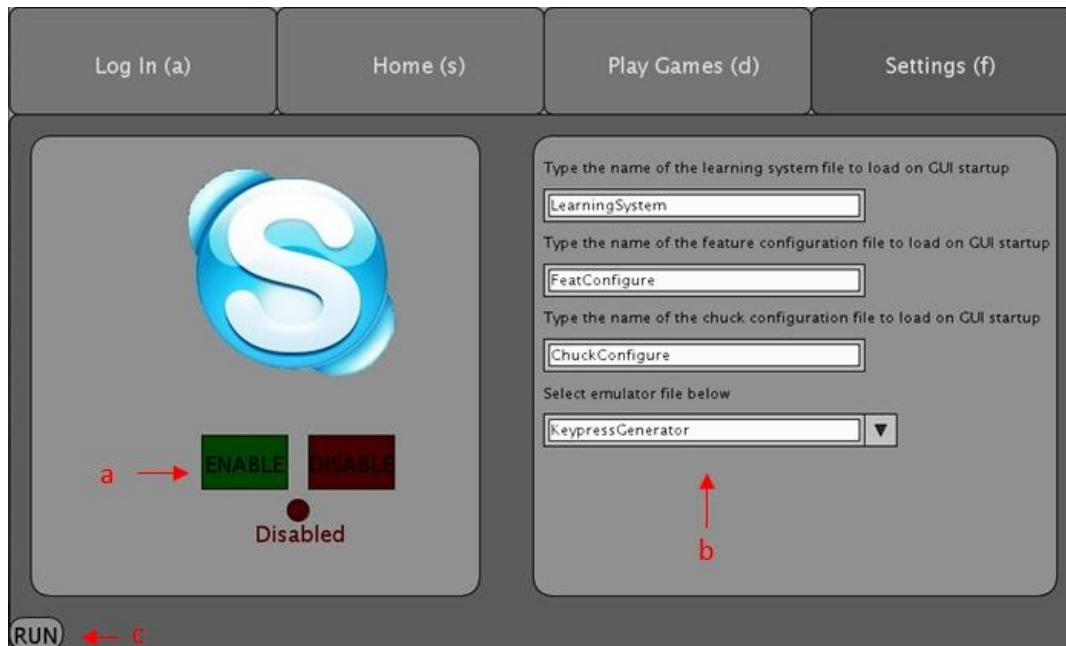 Log In (a)
Home (s)
Play Games (d)
Settings (f)
S
ENABLE
DISABLE
Disabled
a
Type the name of the learning system file to load on GUI startup
LearningSystem
Type the name of the feature configuration file to load on GUI startup
FeatConfigure
Type the name of the chuck configuration file to load on GUI startup
ChuckConfigure
Select emulator file below
KeypressGenerator
b
RUN
c